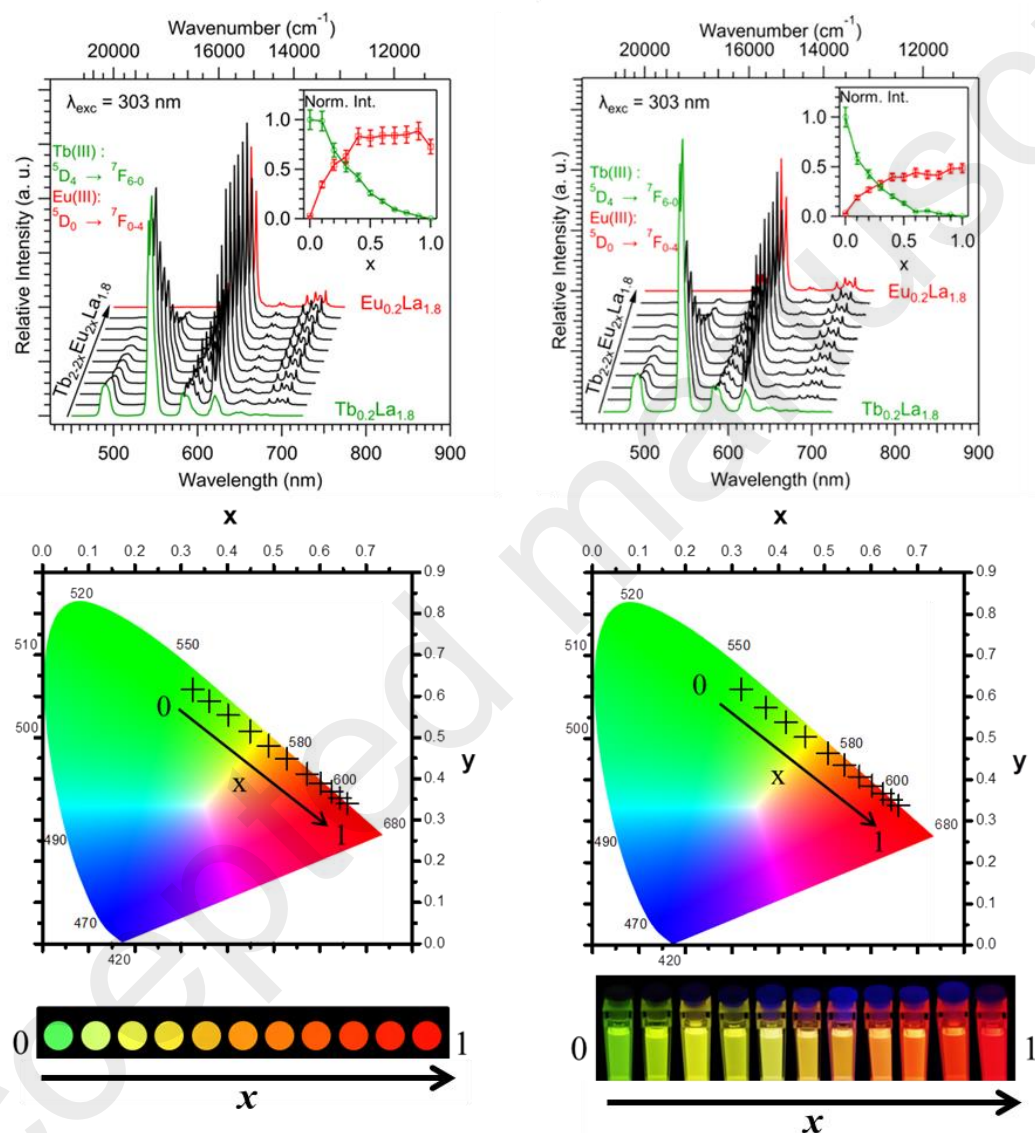 Wavenumber (cm⁻¹)
20000 16000 14000 12000
λexc = 303 nm
Norm. Int.
1.0
0.5
0.0
0.0 0.5 1.0
x
Tb(III) :
⁵D₄ → ⁷F₆₋₀
Eu(III):
⁵D₀ → ⁷F₀₋₄
Relative Intensity (a. u.)
Tb₂₋₂ₓEu₂ₓLa₁.₈
Eu₀.₂La₁.₈
Tb₀.₂La₁.₈
500 600 700 800 900
Wavelength (nm)
Wavenumber (cm⁻¹)
20000 16000 14000 12000
λexc = 303 nm
Norm. Int.
1.0
0.5
0.0
0.0 0.5 1.0
x
Tb(III) :
⁵D₄ → ⁷F₆₋₀
Eu(III):
⁵D₀ → ⁷F₀₋₄
Relative Intensity (a. u.)
Tb₂₋₂ₓEu₂ₓLa₁.₈
Eu₀.₂La₁.₈
Tb₀.₂La₁.₈
500 600 700 800 900
Wavelength (nm)
x
0.0 0.1 0.2 0.3 0.4 0.5 0.6 0.7
0.9
0.8
0.7
0.6
0.5
0.4
0.3
0.2
0.1
0.0
y
520
510
550
500
580
600
490
680
470
420
0
x
1
x
0.0 0.1 0.2 0.3 0.4 0.5 0.6 0.7
0.9
0.8
0.7
0.6
0.5
0.4
0.3
0.2
0.1
0.0
y
520
510
550
500
580
600
490
680
470
420
0
x
1
0 1
x
0 1
x
cepted manusc